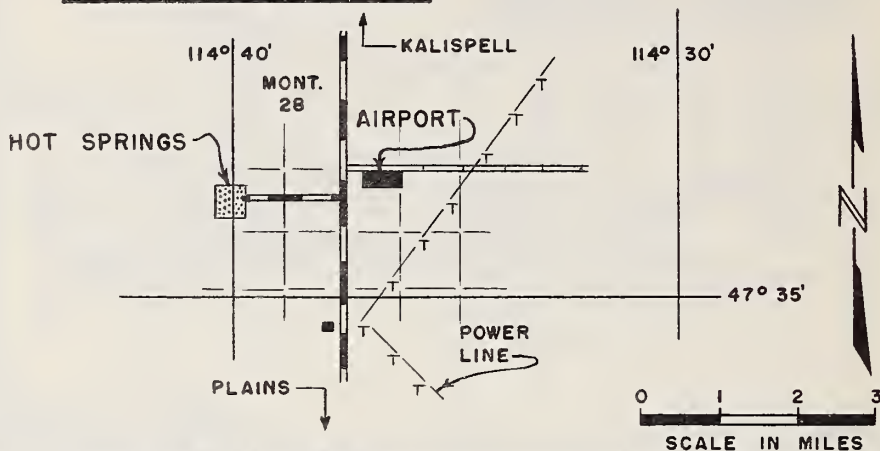 KALISPELL
114° 40'
114° 30'
MONT.
28
AIRPORT
HOT SPRINGS
T
T
T
T
T
T
47° 35'
T
T
T
POWER
LINE
PLAINS
N
0 1 2 3
SCALE IN MILES